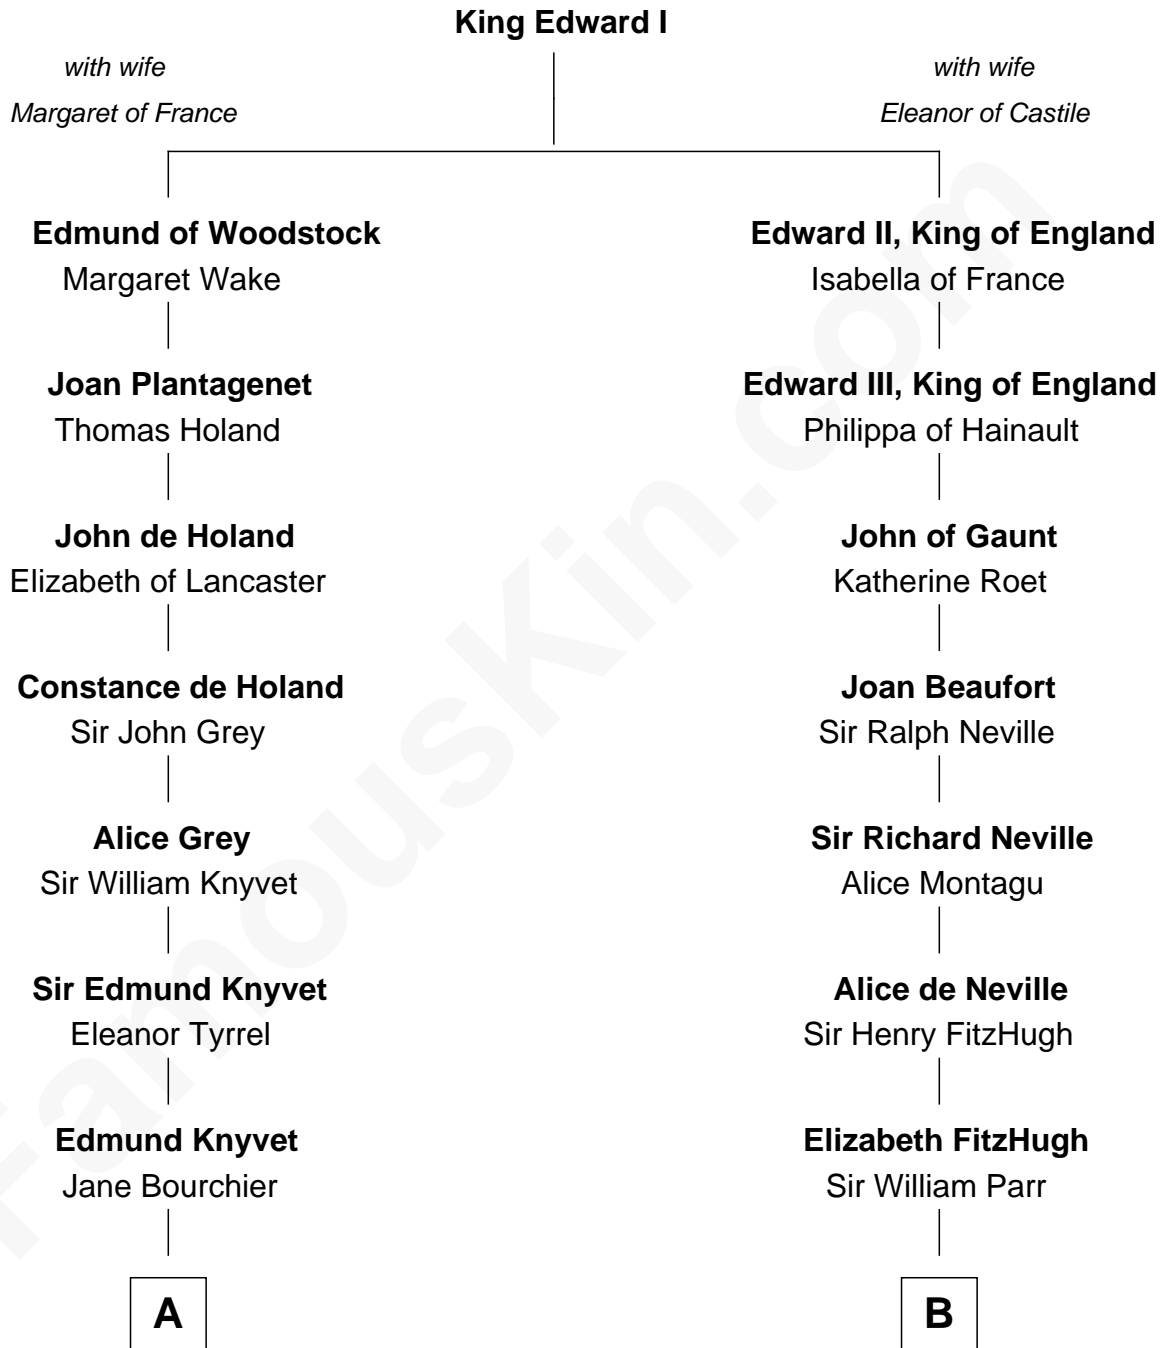 King Edward I
with wife
Margaret of France
with wife
Eleanor of Castile
Edmund of Woodstock
Margaret Wake
Edward II, King of England
Isabella of France
Joan Plantagenet
Thomas Holand
Edward III, King of England
Philippa of Hainault
John de Holand
Elizabeth of Lancaster
John of Gaunt
Katherine Roet
Constance de Holand
Sir John Grey
Joan Beaufort
Sir Ralph Neville
Alice Grey
Sir William Knyvet
Sir Richard Neville
Alice Montagu
Sir Edmund Knyvet
Eleanor Tyrrel
Alice de Neville
Sir Henry FitzHugh
Edmund Knyvet
Jane Bourchier
Elizabeth FitzHugh
Sir William Parr
A
B
FamousKin.com